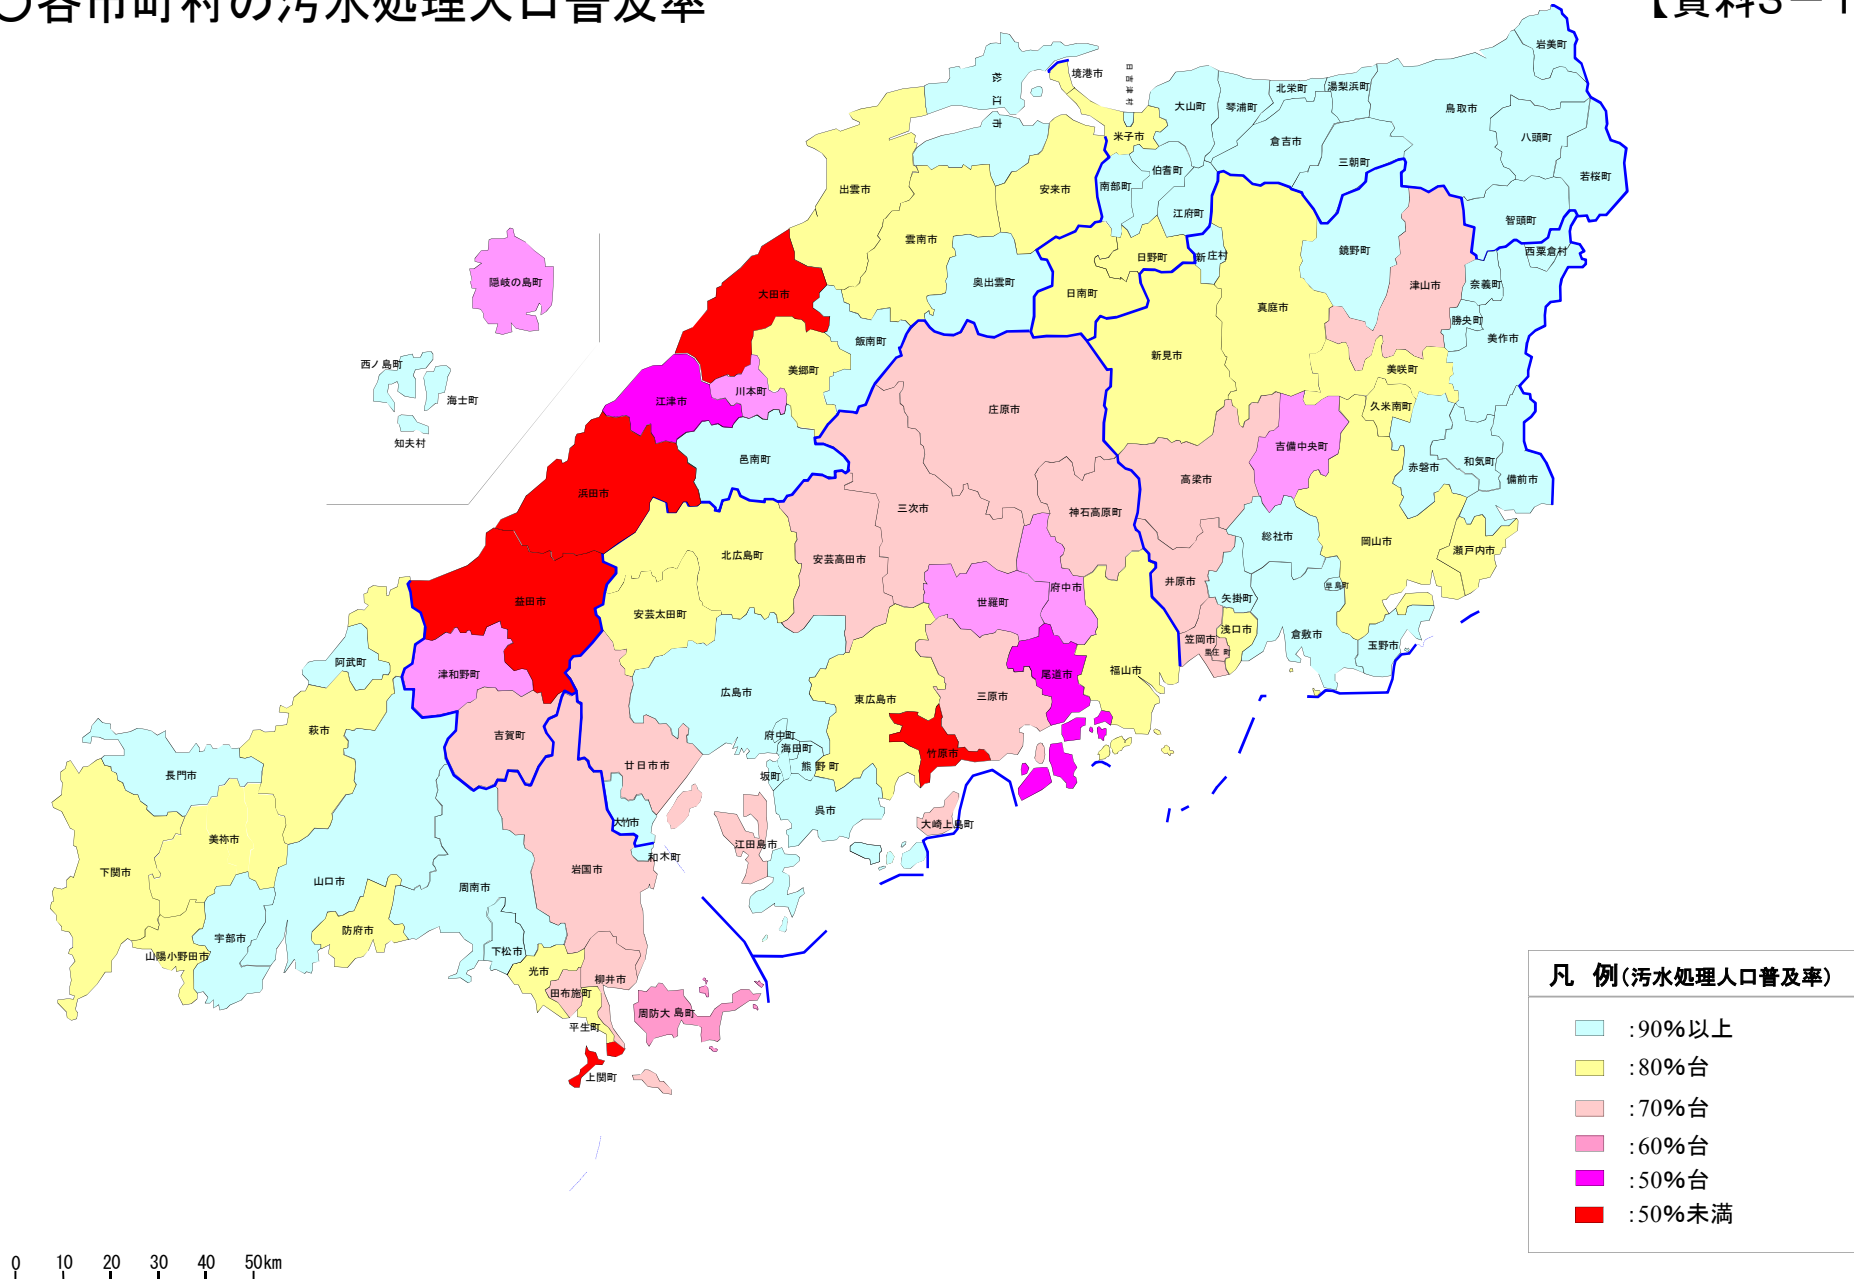 〇各市町村の汚水処理人口普及率
【資料3－1
岩美町
鳥取市
八頭町
若桜町
智頭町
湯梨浜町
北栄町
琴浦町
大山町
倉吉市
三朝町
日吉津村
境港市
米子市
伯耆町
南部町
江府町
日野町
日南町
松江市
安来市
出雲市
雲南市
奥出雲町
飯南町
大田市
美郷町
川本町
江津市
邑南町
浜田市
益田市
津和野町
吉賀町
隠岐の島町
西ノ島町
海士町
知夫村
西粟倉村
奈義町
勝央町
美作市
津山市
鏡野町
真庭市
新庄村
新見市
美咲町
久米南町
吉備中央町
赤磐市
和気町
備前市
高梁市
総社市
岡山市
瀬戸内市
早島町
矢掛町
井原市
笠岡市
浅口市
里庄町
倉敷市
玉野市
庄原市
三次市
神石高原町
安芸高田市
北広島町
安芸太田町
世羅町
府中市
福山市
尾道市
三原市
東広島市
竹原市
広島市
府中町
海田町
熊野町
坂町
呉市
大崎上島町
江田島市
廿日市市
大竹市
和木町
岩国市
阿武町
萩市
長門市
美祢市
下関市
山口市
周南市
防府市
宇部市
山陽小野田市
下松市
光市
田布施町
柳井市
平生町
上関町
周防大島町
凡 例(汚水処理人口普及率)
:90%以上
:80%台
:70%台
:60%台
:50%台
:50%未満
0 10 20 30 40 50km